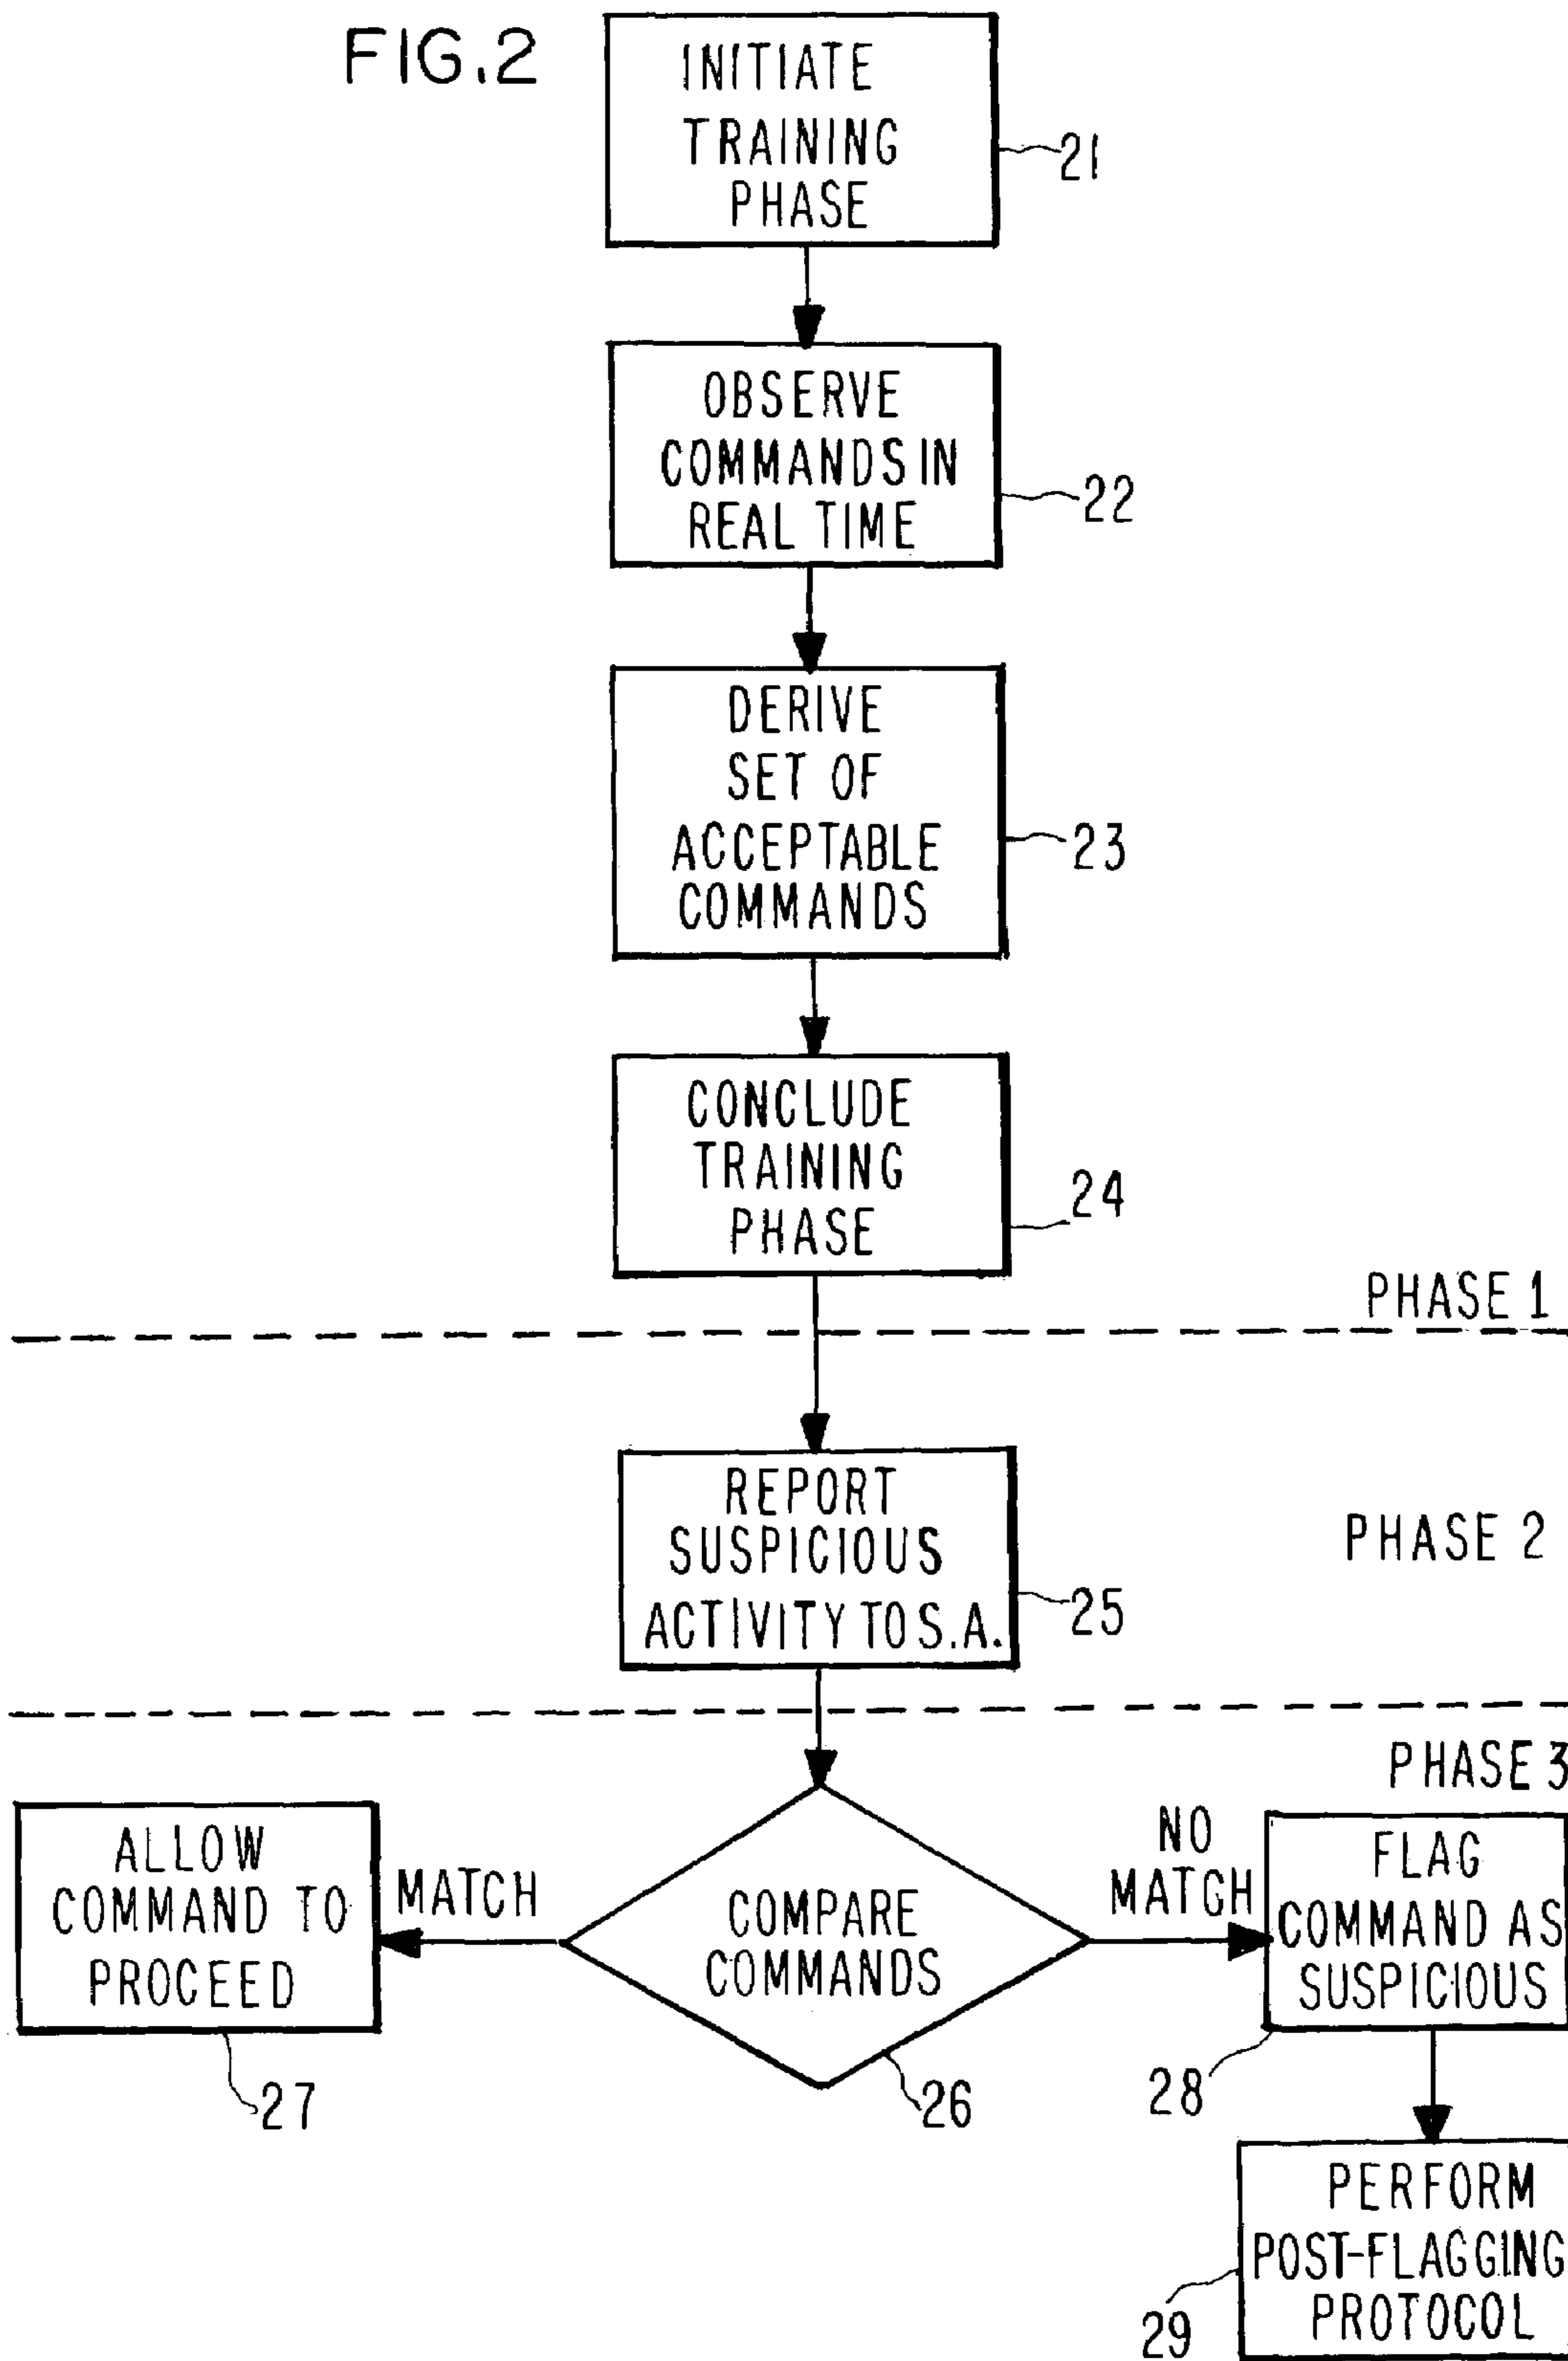 FIG.2
INITIATE
TRAINING
PHASE
21
OBSERVE
COMMANDS IN
REAL TIME
22
DERIVE
SET OF
ACCEPTABLE
COMMANDS
23
CONCLUDE
TRAINING
PHASE
24
PHASE 1
REPORT
SUSPICIOUS
ACTIVITY TO S.A.
25
PHASE 2
PHASE 3
ALLOW
COMMAND TO
PROCEED
27
MATCH
COMPARE
COMMANDS
26
NO
MATCH
FLAG
COMMAND AS
SUSPICIOUS
28
PERFORM
POST-FLAGGING
PROTOCOL
29